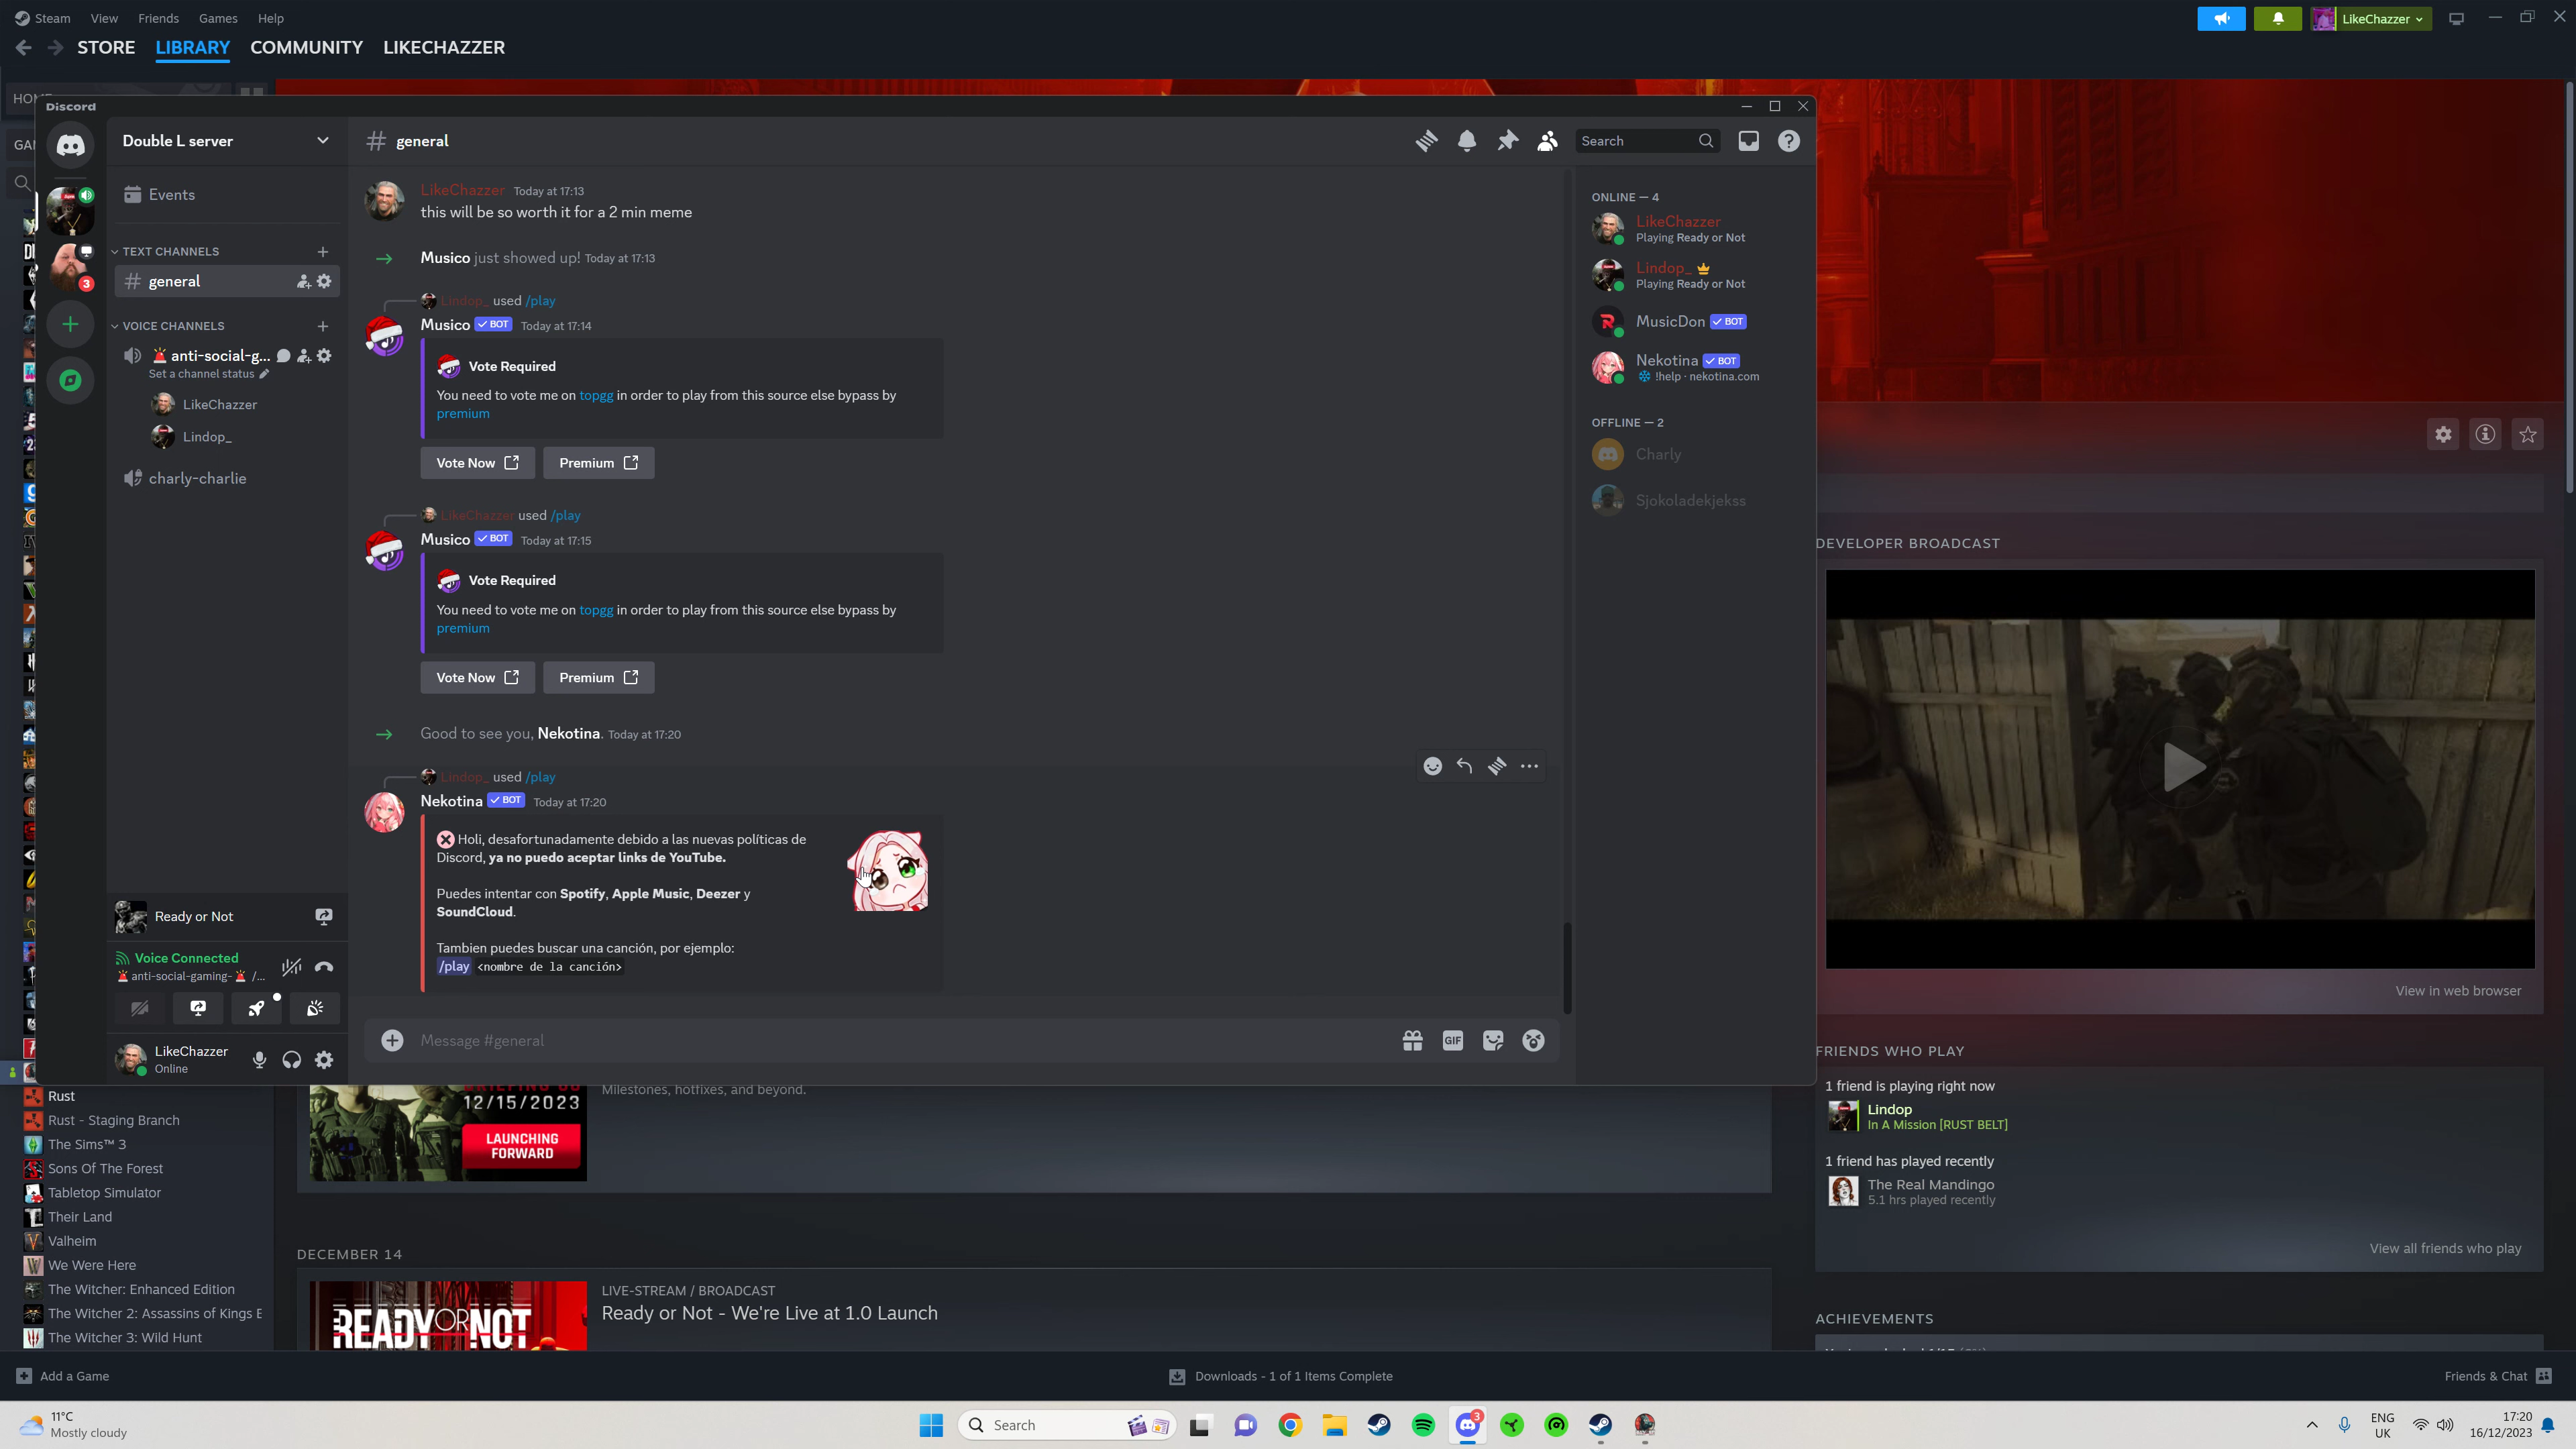 Steam View Friends Games Help
LikeChazzer
STORE LIBRARY COMMUNITY LIKECHAZZER
Discord
Double L server
general
Search
Events
TEXT CHANNELS
general
VOICE CHANNELS
anti-social-g...
Set a channel status
LikeChazzer
Lindop_
charly-charlie
Ready or Not
Voice Connected
anti-social-gaming- /...
LikeChazzer
Online
LikeChazzer Today at 17:13
this will be so worth it for a 2 min meme
Musico just showed up! Today at 17:13
Lindop_ used /play
Musico BOT Today at 17:14
Vote Required
You need to vote me on topgg in order to play from this source else bypass by
premium
Vote Now Premium
LikeChazzer used /play
Musico BOT Today at 17:15
Vote Required
You need to vote me on topgg in order to play from this source else bypass by
premium
Vote Now Premium
Good to see you, Nekotina. Today at 17:20
Lindop_ used /play
Nekotina BOT Today at 17:20
Holi, desafortunadamente debido a las nuevas políticas de
Discord, ya no puedo aceptar links de YouTube.
Puedes intentar con Spotify, Apple Music, Deezer y
SoundCloud.
Tambien puedes buscar una canción, por ejemplo:
/play <nombre de la canción>
Message #general
GIF
ONLINE — 4
LikeChazzer
Playing Ready or Not
Lindop_
Playing Ready or Not
MusicDon BOT
Nekotina BOT
!help · nekotina.com
OFFLINE — 2
Charly
Sjokoladekjekss
DEVELOPER BROADCAST
View in web browser
FRIENDS WHO PLAY
1 friend is playing right now
Lindop
In A Mission [RUST BELT]
1 friend has played recently
The Real Mandingo
5.1 hrs played recently
View all friends who play
ACHIEVEMENTS
Rust
Rust - Staging Branch
The Sims™ 3
Sons Of The Forest
Tabletop Simulator
Their Land
Valheim
We Were Here
The Witcher: Enhanced Edition
The Witcher 2: Assassins of Kings E
The Witcher 3: Wild Hunt
12/15/2023
LAUNCHING
FORWARD
Milestones, hotfixes, and beyond.
DECEMBER 14
READY OR NOT
LIVE-STREAM / BROADCAST
Ready or Not - We're Live at 1.0 Launch
Add a Game
Downloads - 1 of 1 Items Complete
Friends & Chat
11°C
Mostly cloudy
Search
3
ENG
UK
17:20
16/12/2023